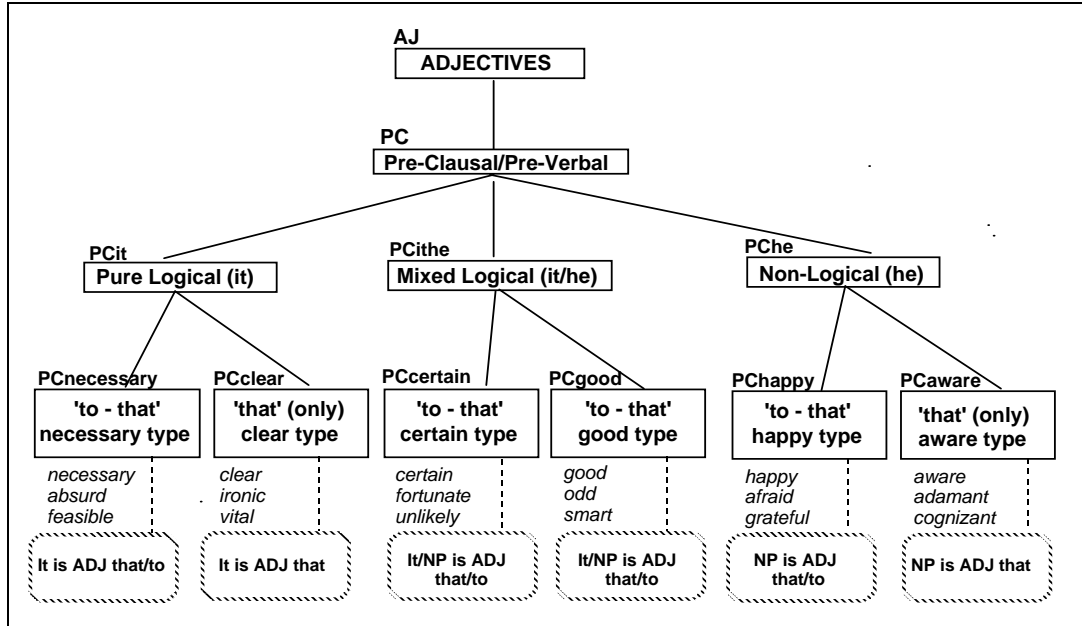 AJ
ADJECTIVES
PC
Pre-Clausal/Pre-Verbal
PCit
Pure Logical (it)
PCithe
Mixed Logical (it/he)
PChe
Non-Logical (he)
PCnecessary
'to - that'
necessary type
necessary
absurd
feasible
It is ADJ that/to
PCclear
'that' (only)
clear type
clear
ironic
vital
It is ADJ that
PCcertain
'to - that'
certain type
certain
fortunate
unlikely
It/NP is ADJ
that/to
PCgood
'to - that'
good type
good
odd
smart
It/NP is ADJ
that/to
PChappy
'to - that'
happy type
happy
afraid
grateful
NP is ADJ
that/to
PCaware
'that' (only)
aware type
aware
adamant
cognizant
NP is ADJ that